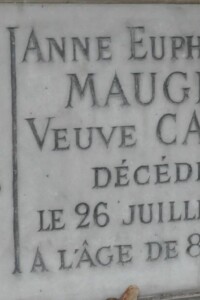 ANNE EUPH
MAUG
VEUVE CA
DÉCÉD
LE 26 JUILL
A L'ÂGE DE 8